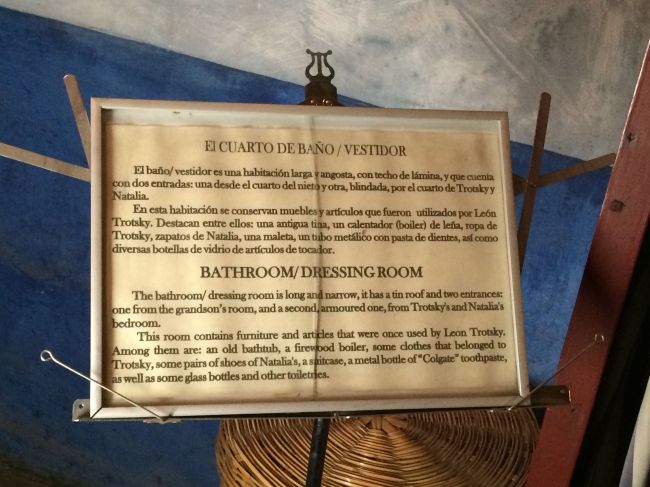 El CUARTO DE BAÑO / VESTIDOR
El baño/ vestidor es una habitación larga y angosta, con techo de lámina, y que cuenta
con dos entradas: una desde el cuarto del nieto y otra, blindada, por el cuarto de Trotsky y
Natalia.
En esta habitación se conservan muebles y artículos que fueron utilizados por León
Trotsky. Destacan entre ellos: una antigua tina, un calentador (boiler) de leña, ropa de
Trotsky, zapatos de Natalia, una maleta, un tubo metálico con pasta de dientes, así como
diversas botellas de vidrio de artículos de tocador.
BATHROOM/ DRESSING ROOM
The bathroom/ dressing room is long and narrow, it has a tin roof and two entrances:
one from the grandson's room, and a second, armoured one, from Trotsky's and Natalia's
bedroom.
This room contains furniture and articles that were once used by Leon Trotsky.
Among them are: an old bathtub, a firewood boiler, some clothes that belonged to
Trotsky, some pairs of shoes of Natalia's, a suitcase, a metal bottle of "Colgate" toothpaste,
as well as some glass bottles and other toiletries.